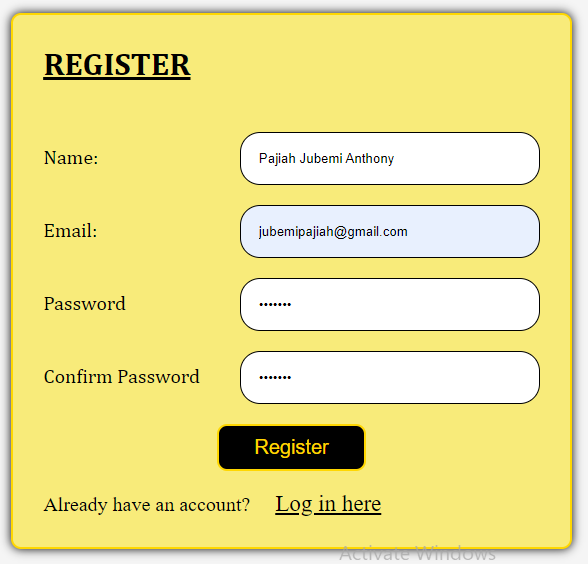 REGISTER
Name: Pajiah Jubemi Anthony
Email: jubemipajiah@gmail.com
Password •••••••
Confirm Password •••••••
Register
Already have an account? Log in here
Activate Windows